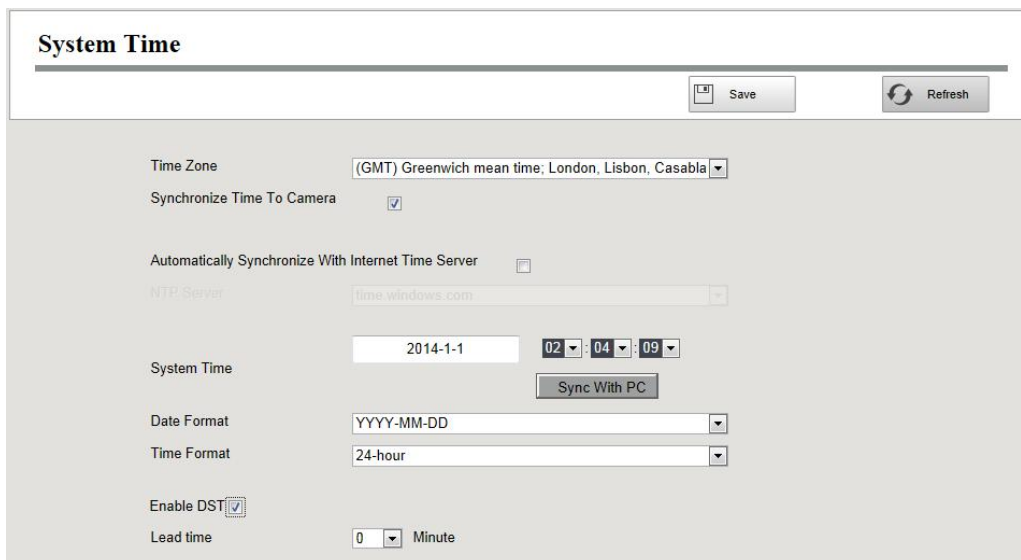 System Time
Save Refresh
Time Zone (GMT) Greenwich mean time; London, Lisbon, Casabla
Synchronize Time To Camera
Automatically Synchronize With Internet Time Server
NTP Server time.windows.com
2014-1-1 02 : 04 : 09
System Time
Sync With PC
Date Format YYYY-MM-DD
Time Format 24-hour
Enable DST
Lead time 0 Minute